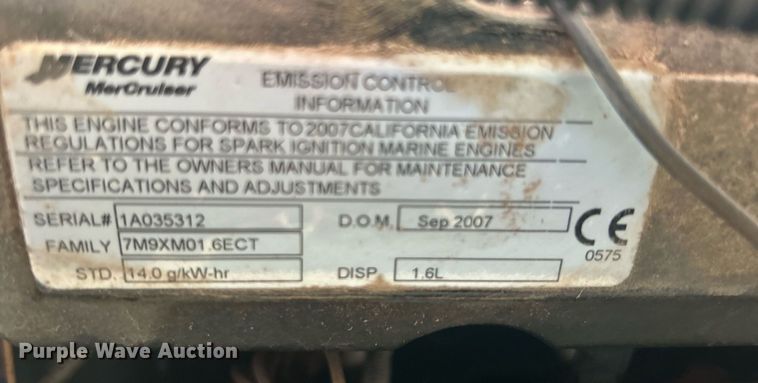 MERCURY
MerCruiser
EMISSION CONTROL
INFORMATION
THIS ENGINE CONFORMS TO 2007CALIFORNIA EMISSION
REGULATIONS FOR SPARK IGNITION MARINE ENGINES
REFER TO THE OWNERS MANUAL FOR MAINTENANCE
SPECIFICATIONS AND ADJUSTMENTS
SERIAL# 1A035312 D.O.M. Sep 2007
FAMILY 7M9XM01.6ECT
STD. 14.0 g/kW-hr DISP. 1.6L
CE
0575
Purple Wave Auction